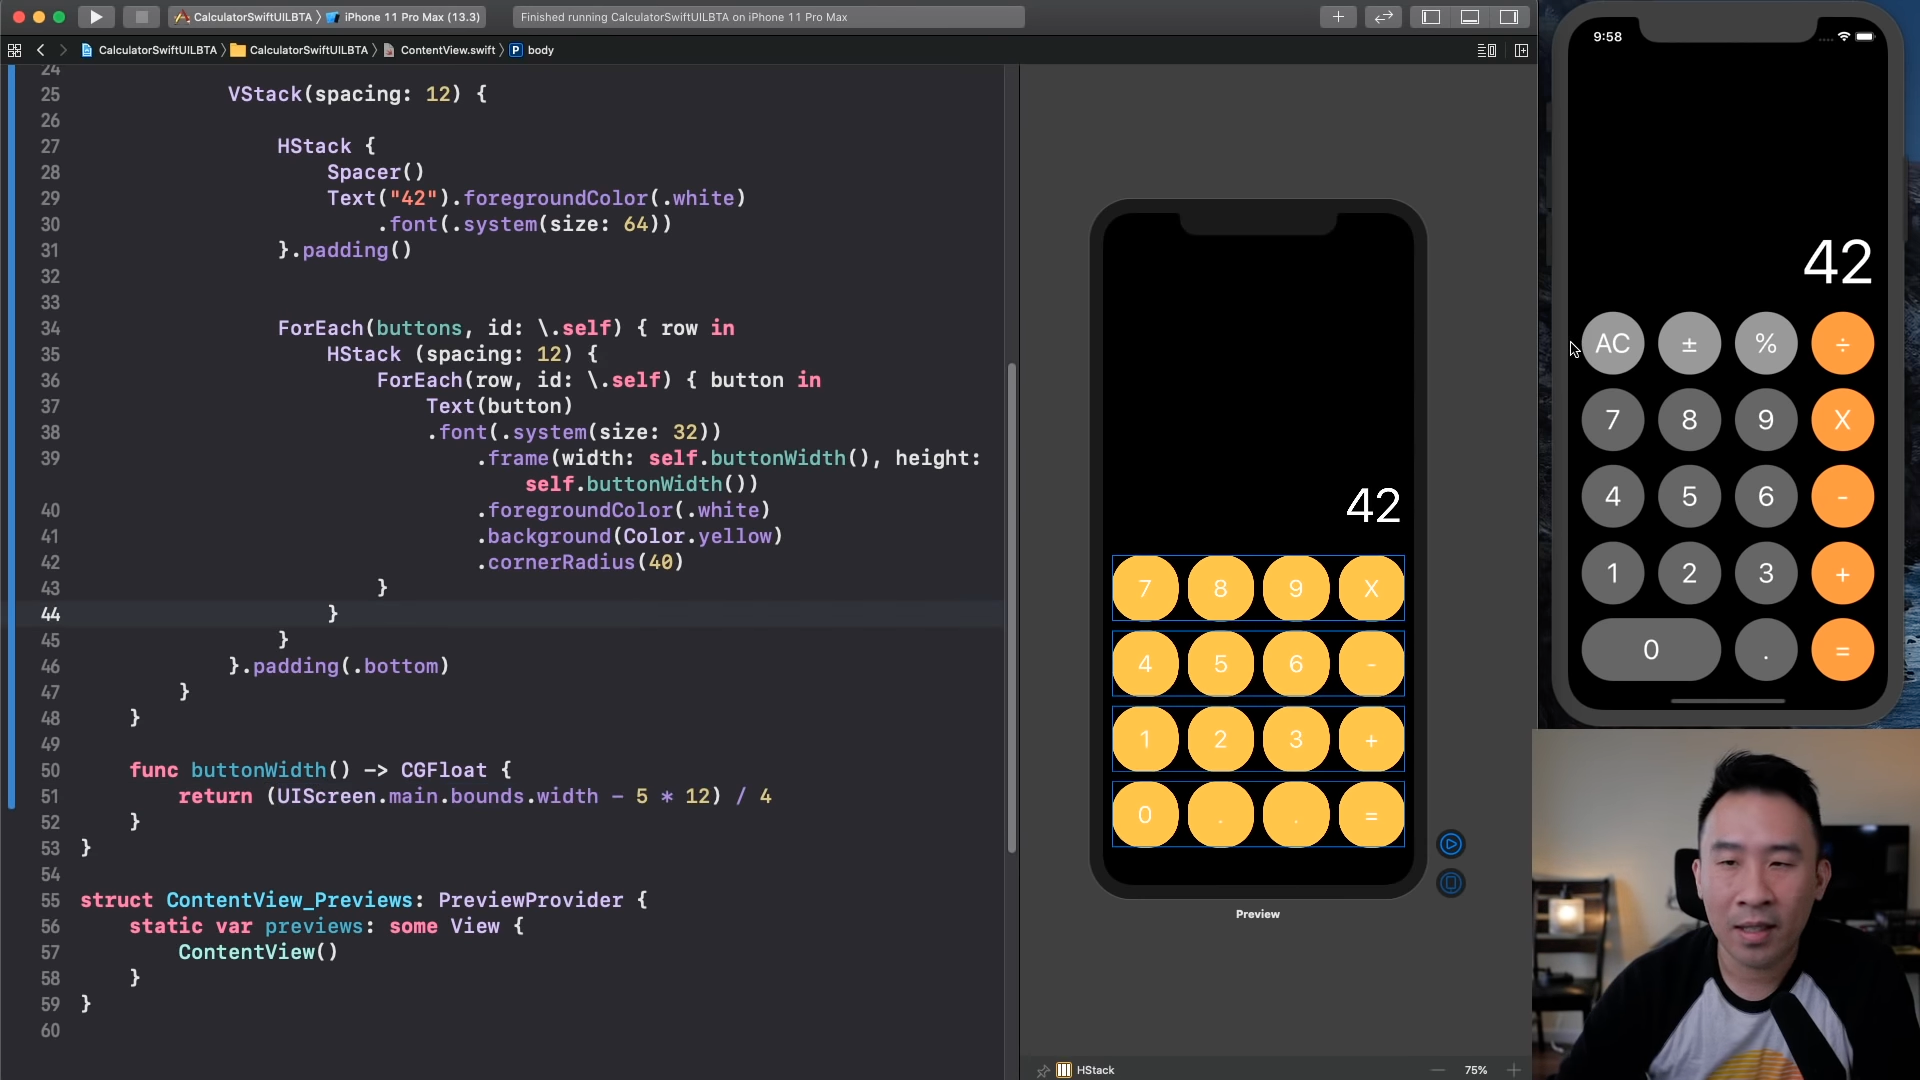 CalculatorSwiftUILBTA 〉 iPhone 11 Pro Max (13.3)
Finished running CalculatorSwiftUILBTA on iPhone 11 Pro Max
CalculatorSwiftUILBTA 〉 CalculatorSwiftUILBTA 〉 ContentView.swift 〉 P body
24
25 VStack(spacing: 12) {
26
27 HStack {
28 Spacer()
29 Text("42").foregroundColor(.white)
30 .font(.system(size: 64))
31 }.padding()
32
33
34 ForEach(buttons, id: \.self) { row in
35 HStack (spacing: 12) {
36 ForEach(row, id: \.self) { button in
37 Text(button)
38 .font(.system(size: 32))
39 .frame(width: self.buttonWidth(), height:
self.buttonWidth())
40 .foregroundColor(.white)
41 .background(Color.yellow)
42 .cornerRadius(40)
43 }
44 }
45 }
46 }.padding(.bottom)
47 }
48 }
49
50 func buttonWidth() -> CGFloat {
51 return (UIScreen.main.bounds.width - 5 * 12) / 4
52 }
53 }
54
55 struct ContentView_Previews: PreviewProvider {
56 static var previews: some View {
57 ContentView()
58 }
59 }
60
42
7 8 9 X
4 5 6 -
1 2 3 +
0 . . =
Preview
HStack
75%
9:58
42
AC ± % ÷
7 8 9 X
4 5 6 -
1 2 3 +
0 . =